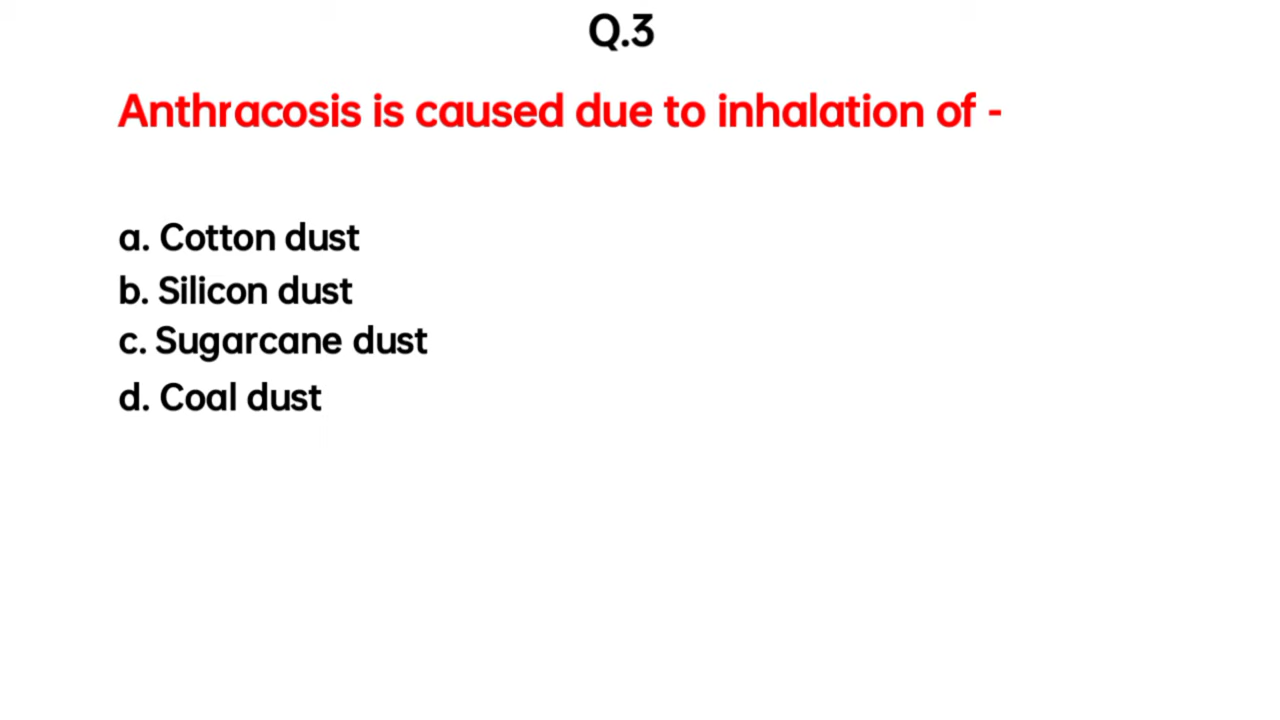 Q.3
Anthracosis is caused due to inhalation of -
a. Cotton dust
b. Silicon dust
c. Sugarcane dust
d. Coal dust